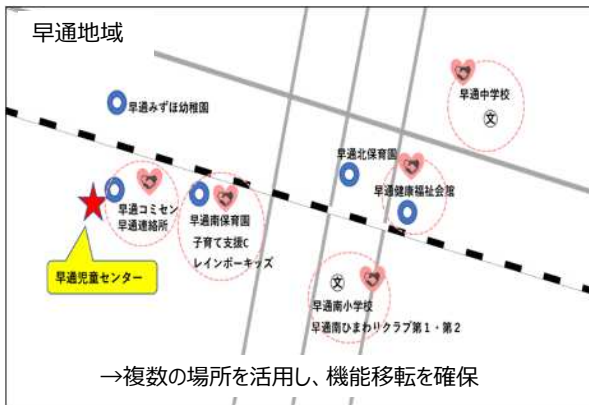 早通地域
早通中学校
文
早通みずほ幼稚園
早通北保育園
早通健康福祉会館
早通コミセン
早通連絡所
早通南保育園
子育て支援C
レインボーキッズ
早通児童センター
文
早通南小学校
早通南ひまわりクラブ第1・第2
→複数の場所を活用し、機能移転を確保